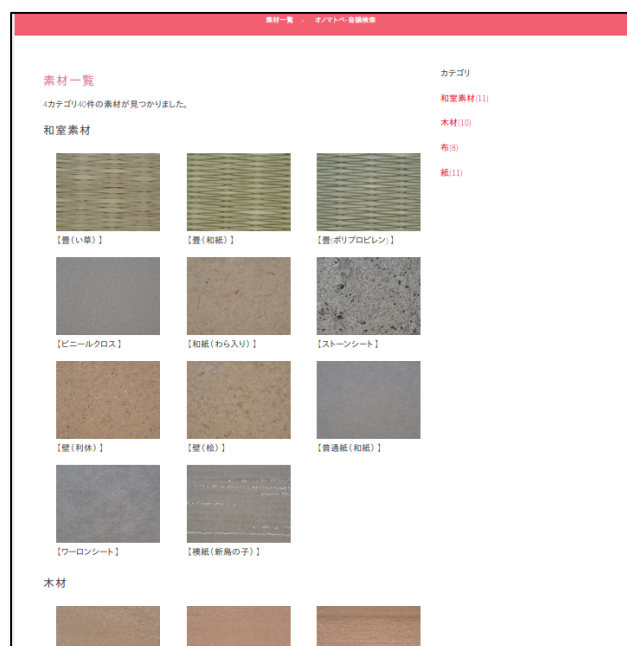 素材一覧 - オノマトペ・音韻検索
素材一覧
4カテゴリ40件の素材が見つかりました。
和室素材
【畳(い草)】 【畳(和紙)】 【畳(ポリプロピレン)】
【ビニールクロス】 【和紙(わら入り)】 【ストーンシート】
【壁(利休)】 【壁(桧)】 【普通紙(和紙)】
【ワーロンシート】 【襖紙(新鳥の子)】
木材
カテゴリ
和室素材(11)
木材(10)
布(8)
紙(11)